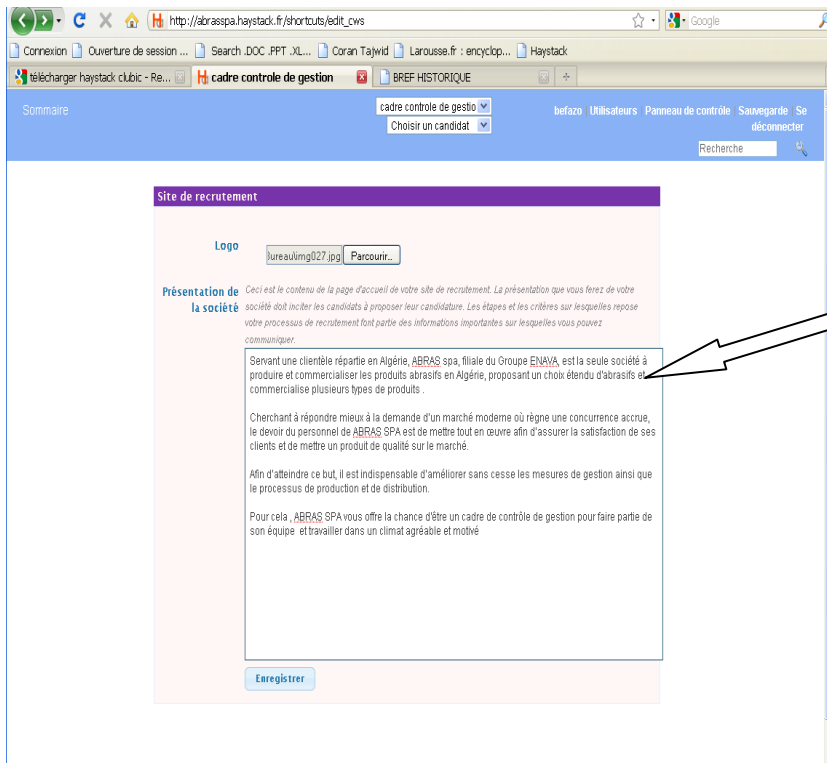 http://abrasspa.haystack.fr/shortcuts/edit_cws
Google
Connexion Ouverture de session ... Search .DOC .PPT .XL... Coran Tajwid Larousse.fr : encyclop... Haystack
télécharger haystack clubic - Re... cadre controle de gestion BREF HISTORIQUE
Sommaire
cadre controle de gestio
Choisir un candidat
befazo Utilisateurs Panneau de contrôle Sauvegarde Se
déconnecter
Recherche
Site de recrutement
Logo
Bureau\img027.jpg Parcourir...
Présentation de
la société
Ceci est le contenu de la page d'accueil de votre site de recrutement. La présentation que vous ferez de votre
société doit inciter les candidats à proposer leur candidature. Les étapes et les critères sur lesquelles repose
votre processus de recrutement font partie des informations importantes sur lesquelles vous pouvez
communiquer.
Servant une clientèle répartie en Algérie, ABRAS spa, filiale du Groupe ENAVA, est la seule société à
produire et commercialiser les produits abrasifs en Algérie, proposant un choix étendu d'abrasifs et
commercialise plusieurs types de produits .
Cherchant à répondre mieux à la demande d'un marché moderne où règne une concurrence accrue,
le devoir du personnel de ABRAS SPA est de mettre tout en œuvre afin d'assurer la satisfaction de ses
clients et de mettre un produit de qualité sur le marché.
Afin d'atteindre ce but, il est indispensable d'améliorer sans cesse les mesures de gestion ainsi que
le processus de production et de distribution.
Pour cela , ABRAS SPA vous offre la chance d'être un cadre de contrôle de gestion pour faire partie de
son équipe et travailler dans un climat agréable et motivé
Enregistrer